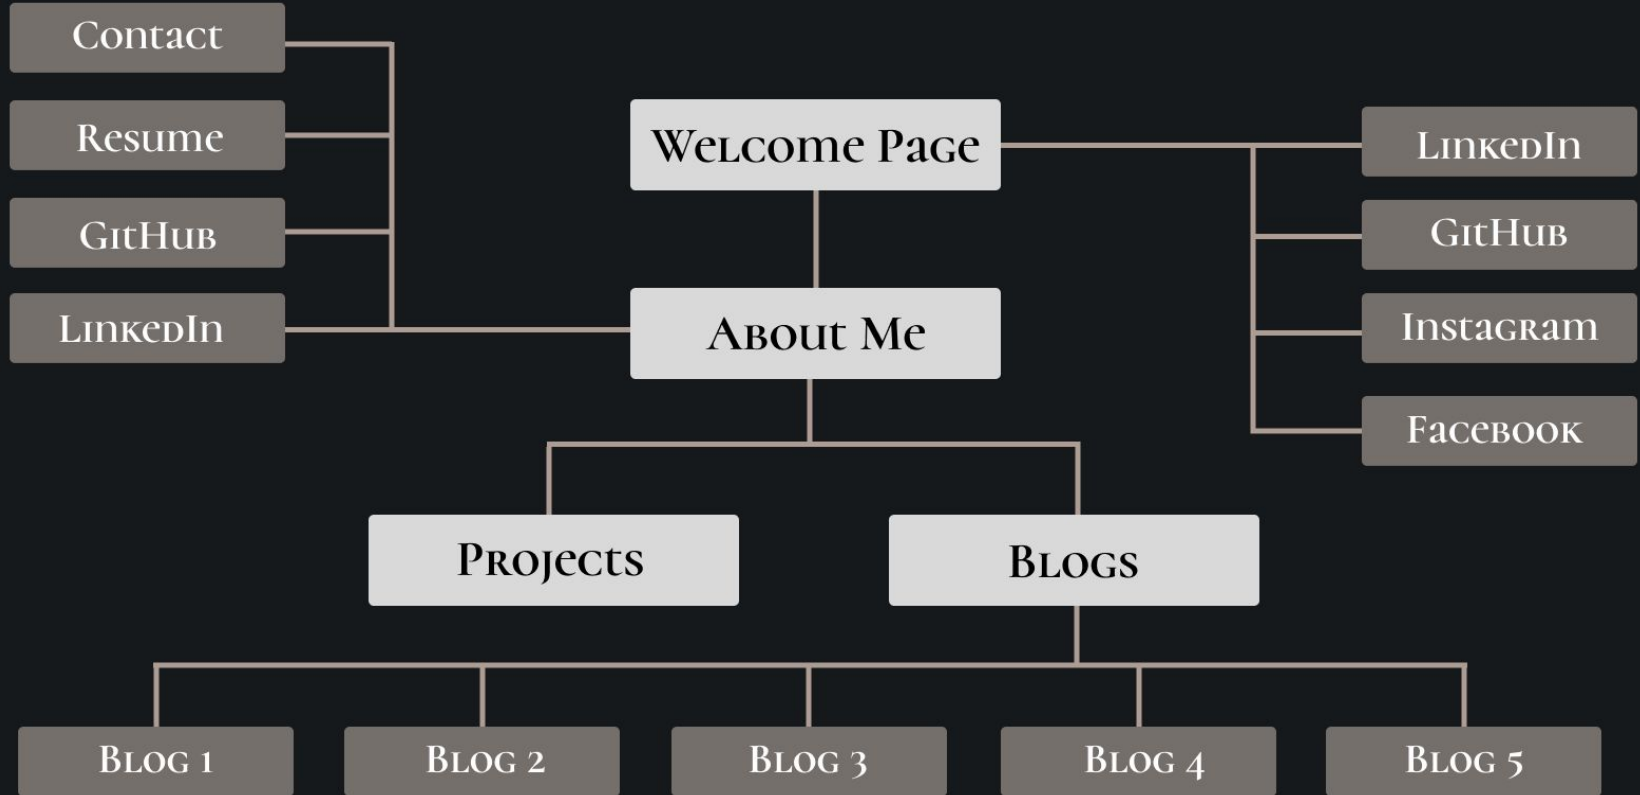 Contact
Resume
GitHub
LinkedIn
Welcome Page
About Me
LinkedIn
GitHub
Instagram
Facebook
Projects
Blogs
Blog 1
Blog 2
Blog 3
Blog 4
Blog 5